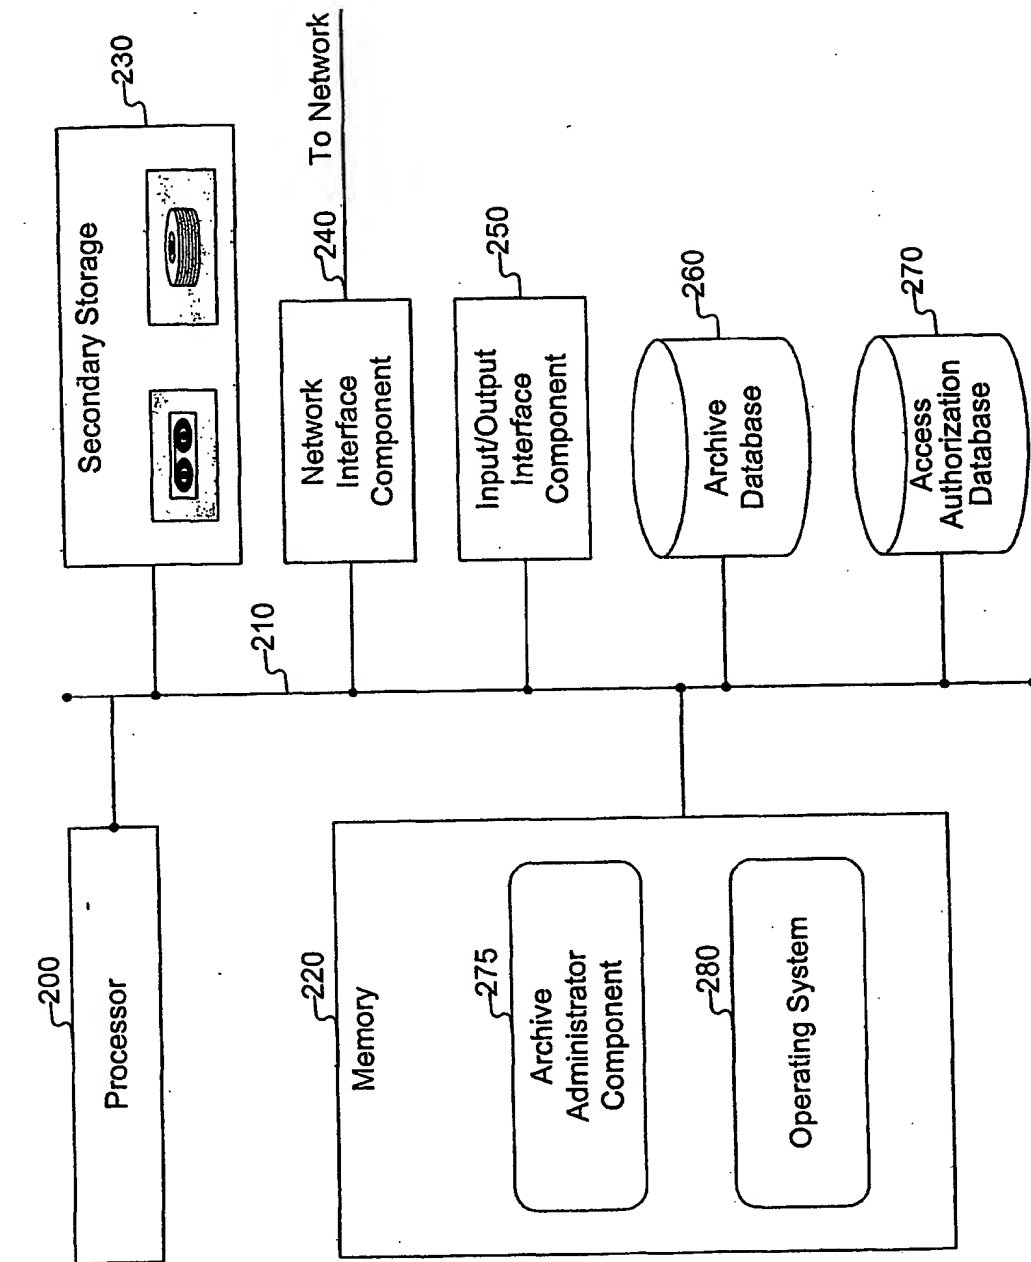 200
Processor
220
Memory
275
Archive
Administrator
Component
280
Operating System
210
230
Secondary Storage
240
To Network
Network
Interface
Component
250
Input/Output
Interface
Component
260
Archive
Database
270
Access
Authorization
Database